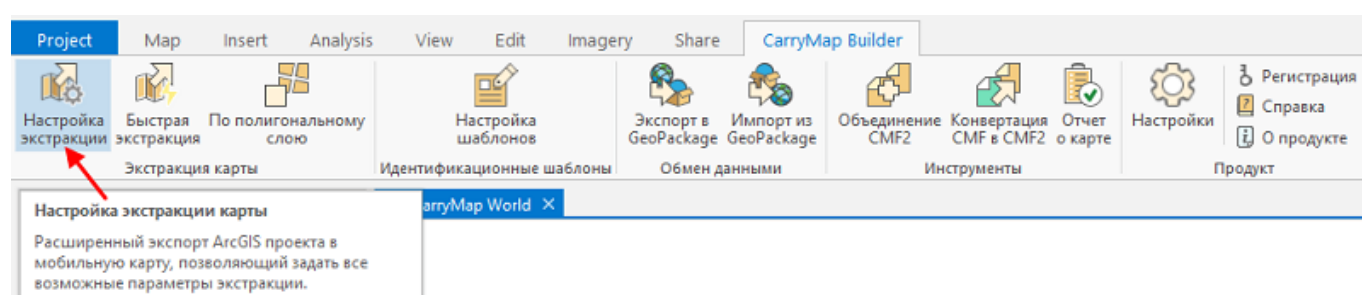 Project Map Insert Analysis View Edit Imagery Share CarryMap Builder
Настройка экстракции
Быстрая экстракция
По полигональному слою
Экстракция карты
Настройка шаблонов
Идентификационные шаблоны
Экспорт в GeoPackage
Импорт из GeoPackage
Обмен данными
Объединение CMF2
Конвертация CMF в CMF2
Отчет о карте
Инструменты
Настройки
Регистрация
Справка
О продукте
Продукт
arryMap World
Настройка экстракции карты
Расширенный экспорт ArcGIS проекта в
мобильную карту, позволяющий задать все
возможные параметры экстракции.